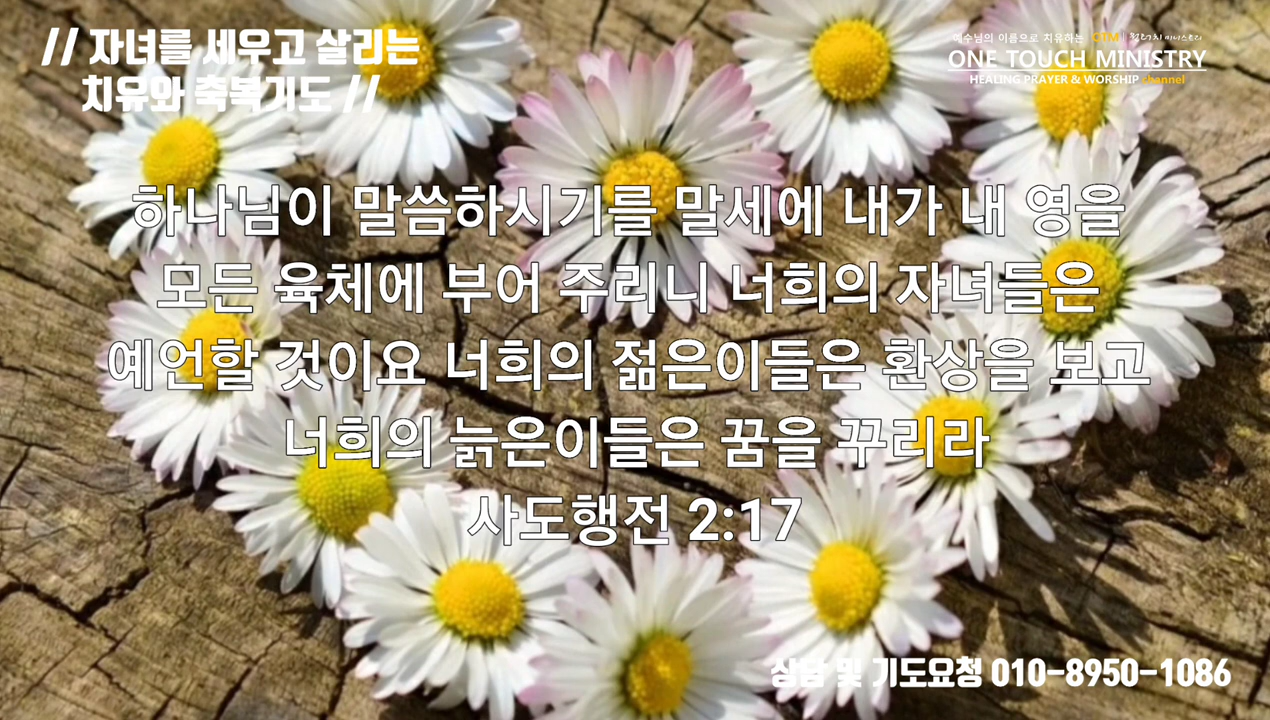 // 자녀를 세우고 살리는
치유와 축복기도 //
예수님의 이름으로 치유하는 OTM | 원터치 미니스트리
ONE TOUCH MINISTRY
HEALING PRAYER & WORSHIP channel
하나님이 말씀하시기를 말세에 내가 내 영을
모든 육체에 부어 주리니 너희의 자녀들은
예언할 것이요 너희의 젊은이들은 환상을 보고
너희의 늙은이들은 꿈을 꾸리라
사도행전 2:17
상담 및 기도요청 010-8950-1086